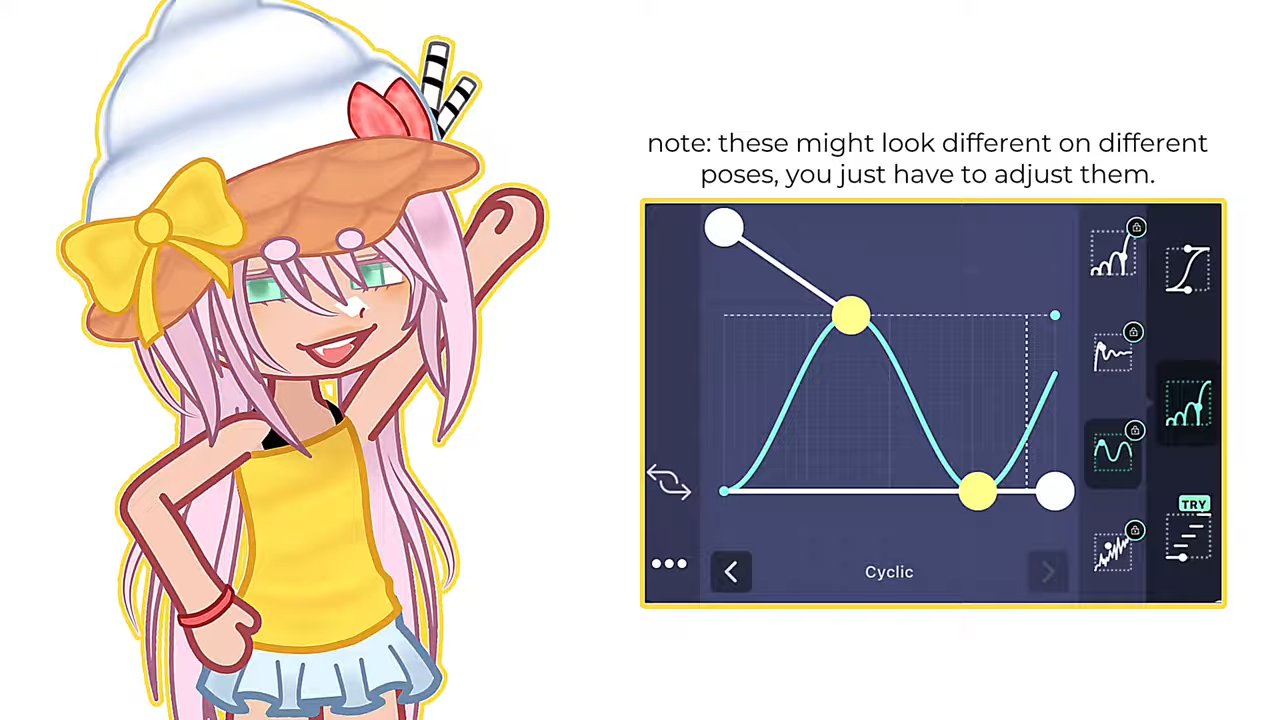 note: these might look different on different
poses, you just have to adjust them.
TRY
Cyclic